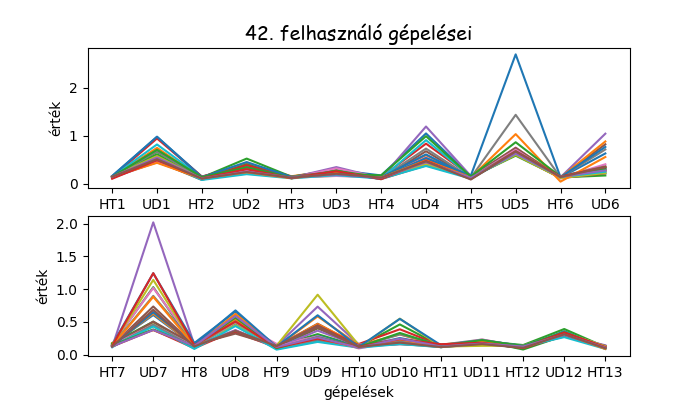 42. felhasználó gépelései
érték
2
1
0
HT1 UD1 HT2 UD2 HT3 UD3 HT4 UD4 HT5 UD5 HT6 UD6
érték
2.0
1.5
1.0
0.5
0.0
HT7 UD7 HT8 UD8 HT9 UD9 HT10 UD10 HT11 UD11 HT12 UD12 HT13
gépelések